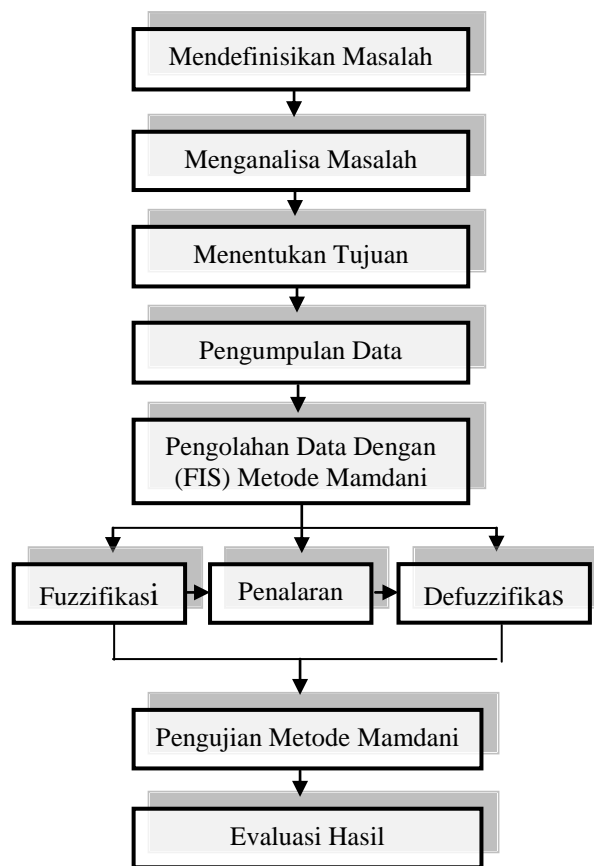 Mendefinisikan Masalah
Menganalisa Masalah
Menentukan Tujuan
Pengumpulan Data
Pengolahan Data Dengan
(FIS) Metode Mamdani
Fuzzifikasi
Penalaran
Defuzzifikas
Pengujian Metode Mamdani
Evaluasi Hasil